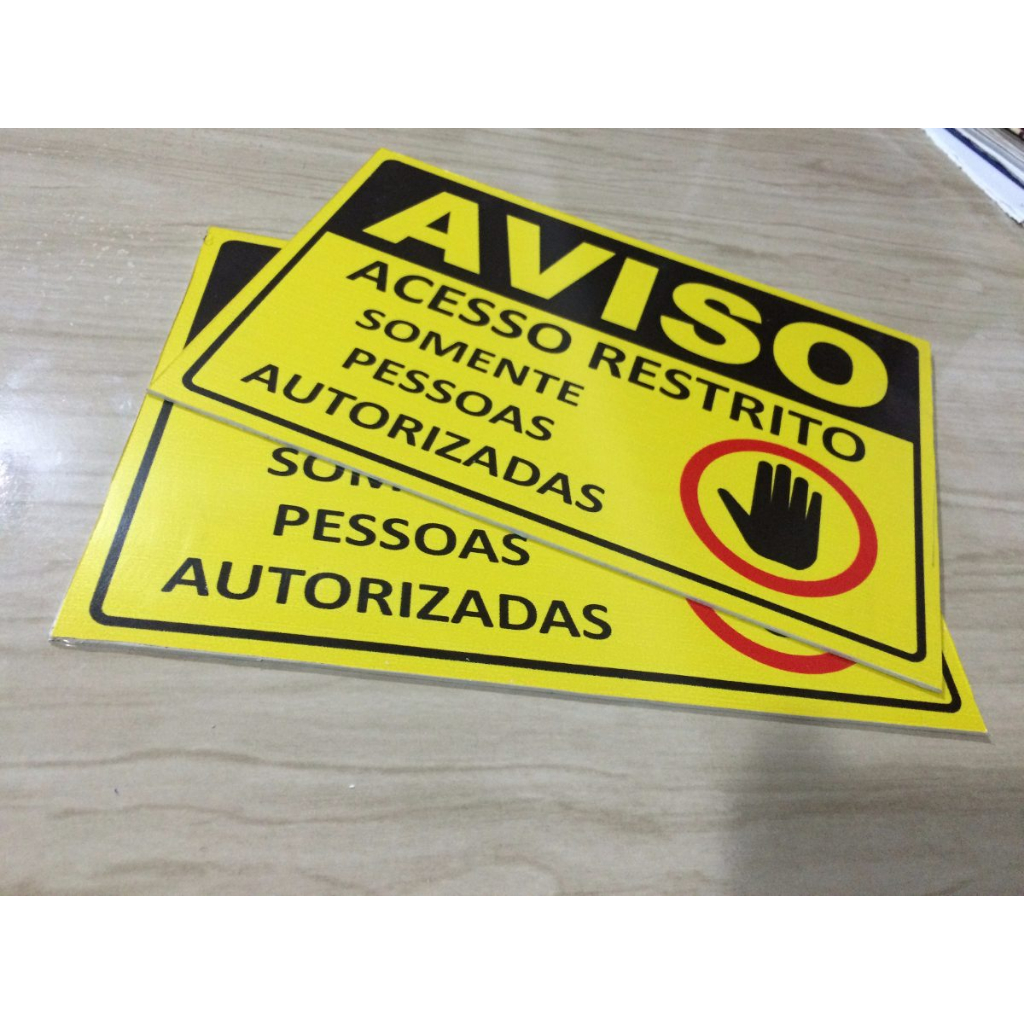 AVISO
ACESSO RESTRITO
SOMENTE
PESSOAS
AUTORIZADAS
PESSOAS
AUTORIZADAS